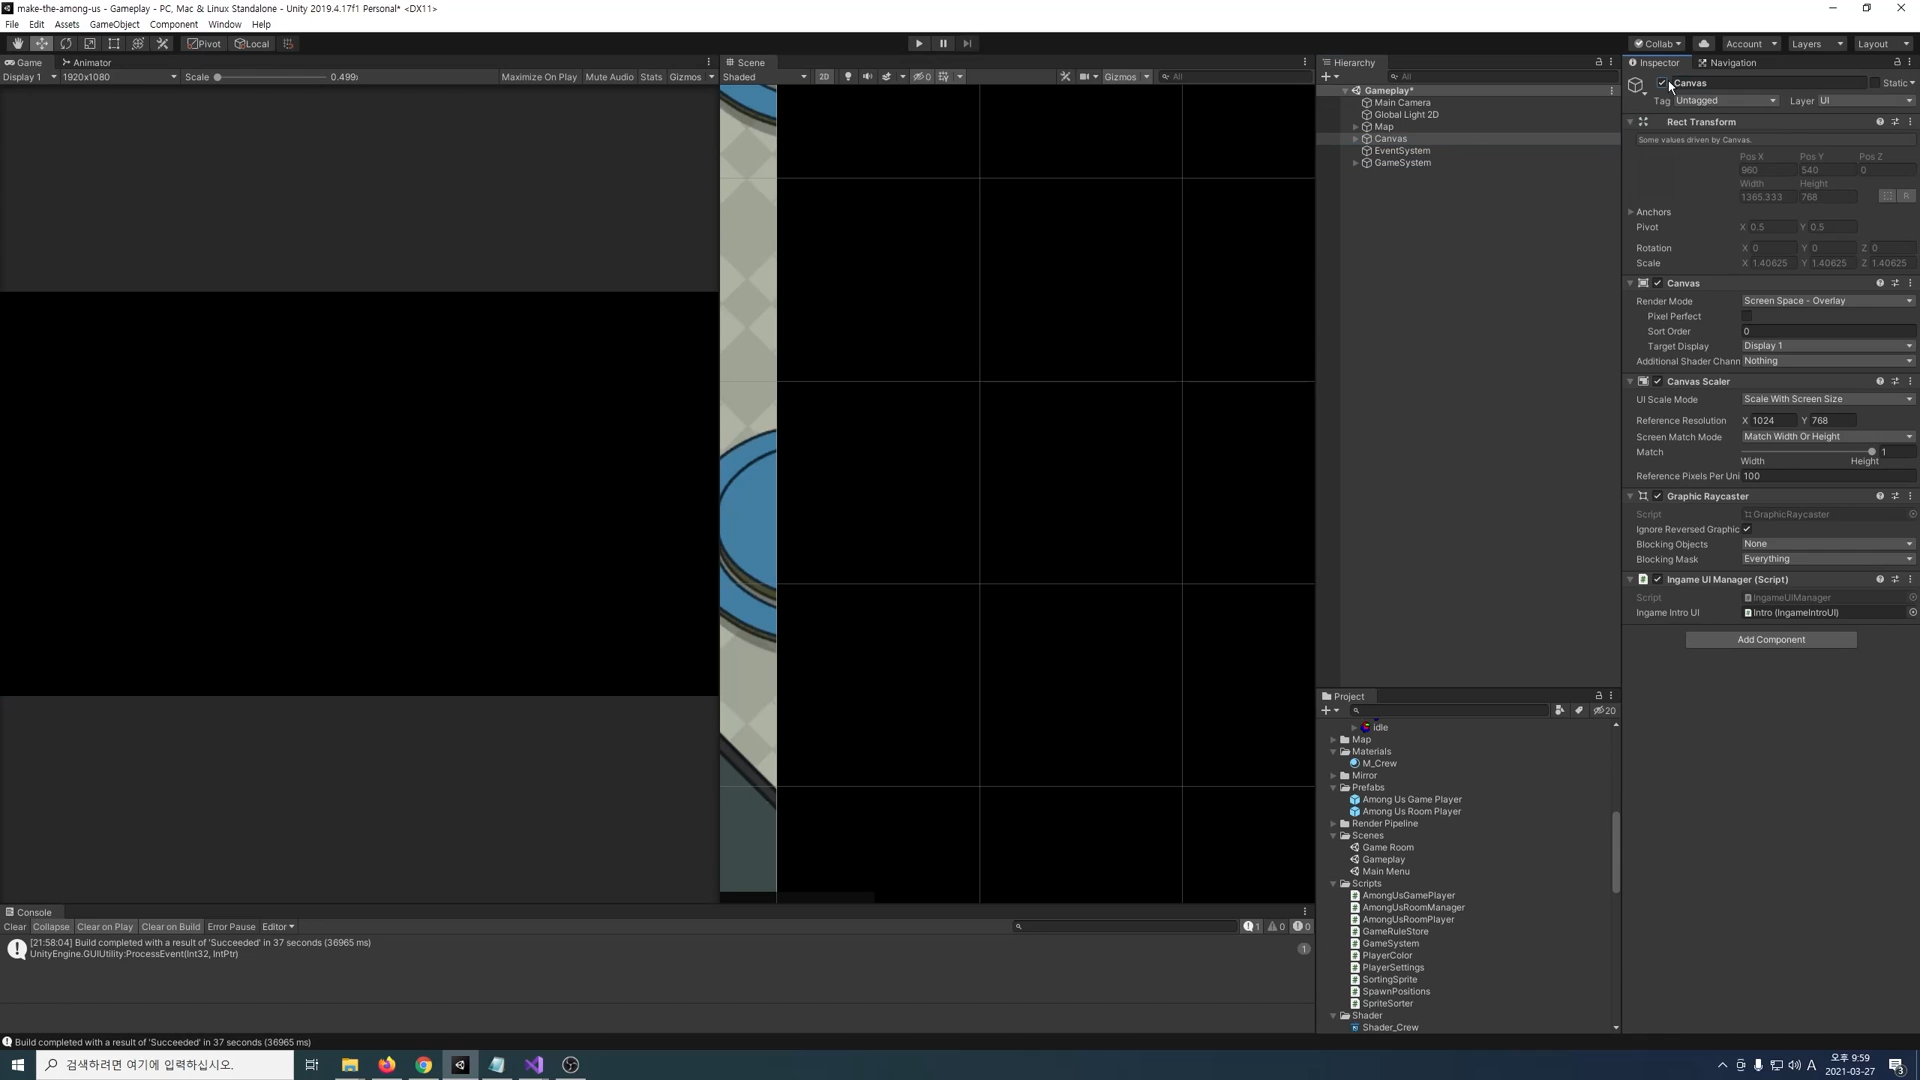 make-the-among-us - Gameplay - PC, Mac & Linux Standalone - Unity 2019.4.17f1 Personal* <DX11>
File Edit Assets GameObject Component Window Help
Pivot Local Collab Account Layers Layout
Game Animator
Display 1 1920x1080 Scale 0.499x Maximize On Play Mute Audio Stats Gizmos
Scene
Shaded 2D 0 Gizmos All
Hierarchy
All
Gameplay*
Main Camera
Global Light 2D
Map
Canvas
EventSystem
GameSystem
Inspector Navigation
Canvas Static
Tag Untagged Layer UI
Rect Transform
Some values driven by Canvas.
Pos X Pos Y Pos Z
960 540 0
Width Height
1365.333 768 R
Anchors
Pivot X 0.5 Y 0.5
Rotation X 0 Y 0 Z 0
Scale X 1.40625 Y 1.40625 Z 1.40625
Canvas
Render Mode Screen Space - Overlay
Pixel Perfect
Sort Order 0
Target Display Display 1
Additional Shader Chann Nothing
Canvas Scaler
UI Scale Mode Scale With Screen Size
Reference Resolution X 1024 Y 768
Screen Match Mode Match Width Or Height
Match 1
Width Height
Reference Pixels Per Uni 100
Graphic Raycaster
Script GraphicRaycaster
Ignore Reversed Graphic
Blocking Objects None
Blocking Mask Everything
Ingame UI Manager (Script)
Script IngameUIManager
Ingame Intro UI Intro (IngameIntroUI)
Add Component
Project
20
idle
Map
Materials
M_Crew
Mirror
Prefabs
Among Us Game Player
Among Us Room Player
Render Pipeline
Scenes
Game Room
Gameplay
Main Menu
Scripts
AmongUsGamePlayer
AmongUsRoomManager
AmongUsRoomPlayer
GameRuleStore
GameSystem
PlayerColor
PlayerSettings
SortingSprite
SpawnPositions
SpriteSorter
Shader
Shader_Crew
Console
Clear Collapse Clear on Play Clear on Build Error Pause Editor 1 0 0
[21:58:04] Build completed with a result of 'Succeeded' in 37 seconds (36965 ms)
UnityEngine.GUIUtility:ProcessEvent(Int32, IntPtr)
1
Build completed with a result of 'Succeeded' in 37 seconds (36965 ms)
검색하려면 여기에 입력하십시오.
A 오후 9:59
2021-03-27
3